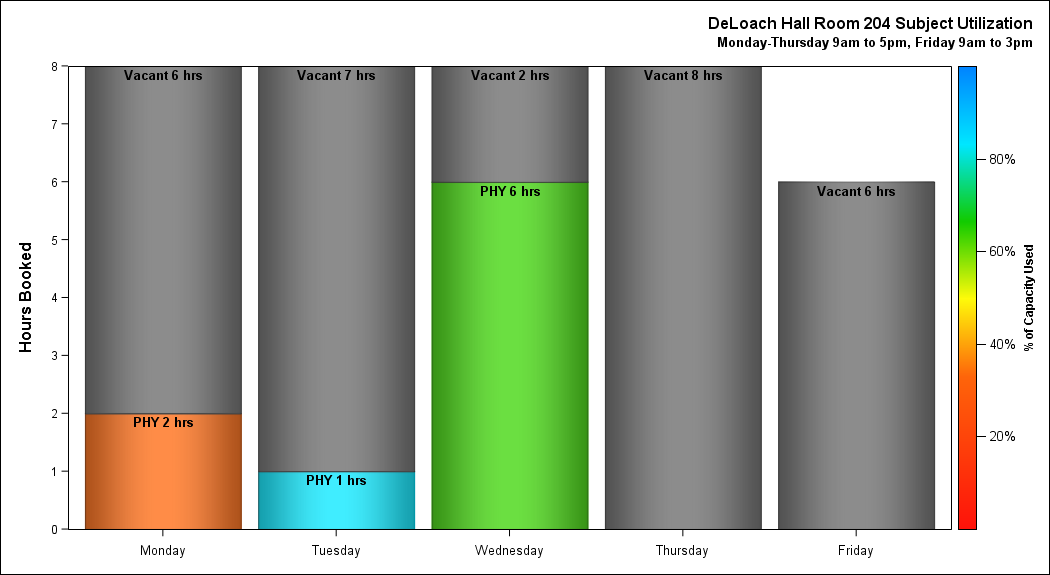 DeLoach Hall Room 204 Subject Utilization
Monday-Thursday 9am to 5pm, Friday 9am to 3pm
Hours Booked
8
7
6
5
4
3
2
1
0
Vacant 6 hrs
PHY 2 hrs
Vacant 7 hrs
PHY 1 hrs
Vacant 2 hrs
PHY 6 hrs
Vacant 8 hrs
Vacant 6 hrs
Monday
Tuesday
Wednesday
Thursday
Friday
80%
60%
40%
20%
% of Capacity Used